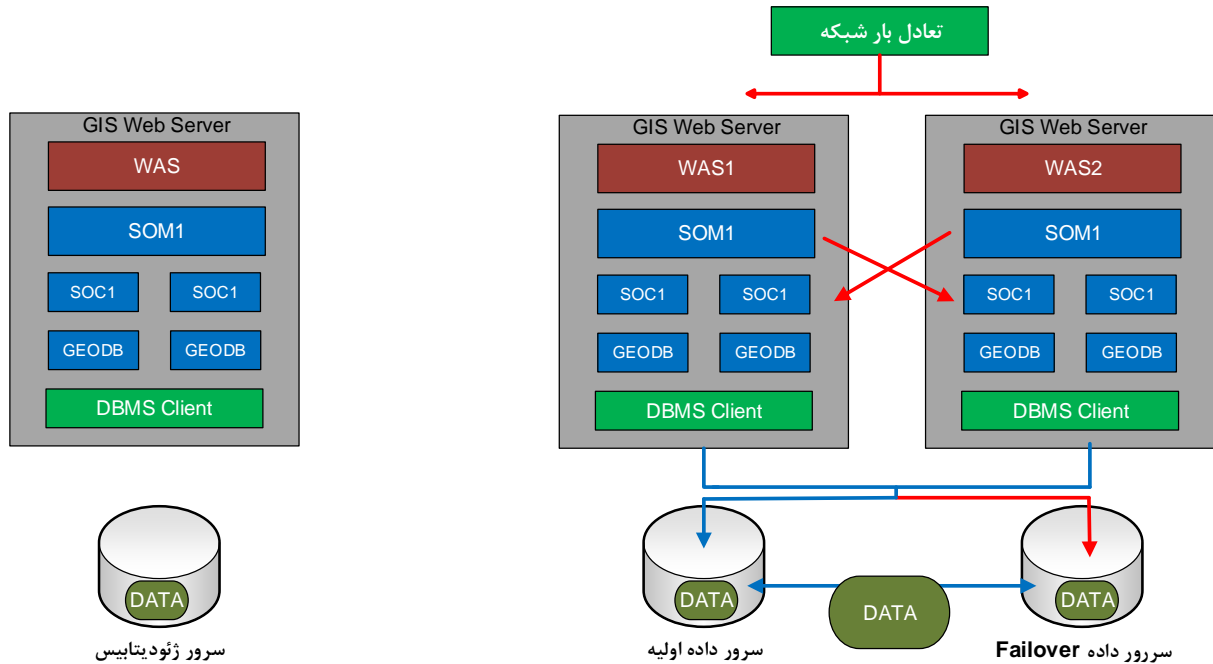 تعادل بار شبکه
GIS Web Server
WAS
SOM1
SOC1 SOC1
GEODB GEODB
DBMS Client
DATA
سرور ژئودیتابیس
GIS Web Server
WAS1
SOM1
SOC1 SOC1
GEODB GEODB
DBMS Client
GIS Web Server
WAS2
SOM1
SOC1 SOC1
GEODB GEODB
DBMS Client
DATA
DATA
DATA
سرور داده اولیه
سررور داده Failover